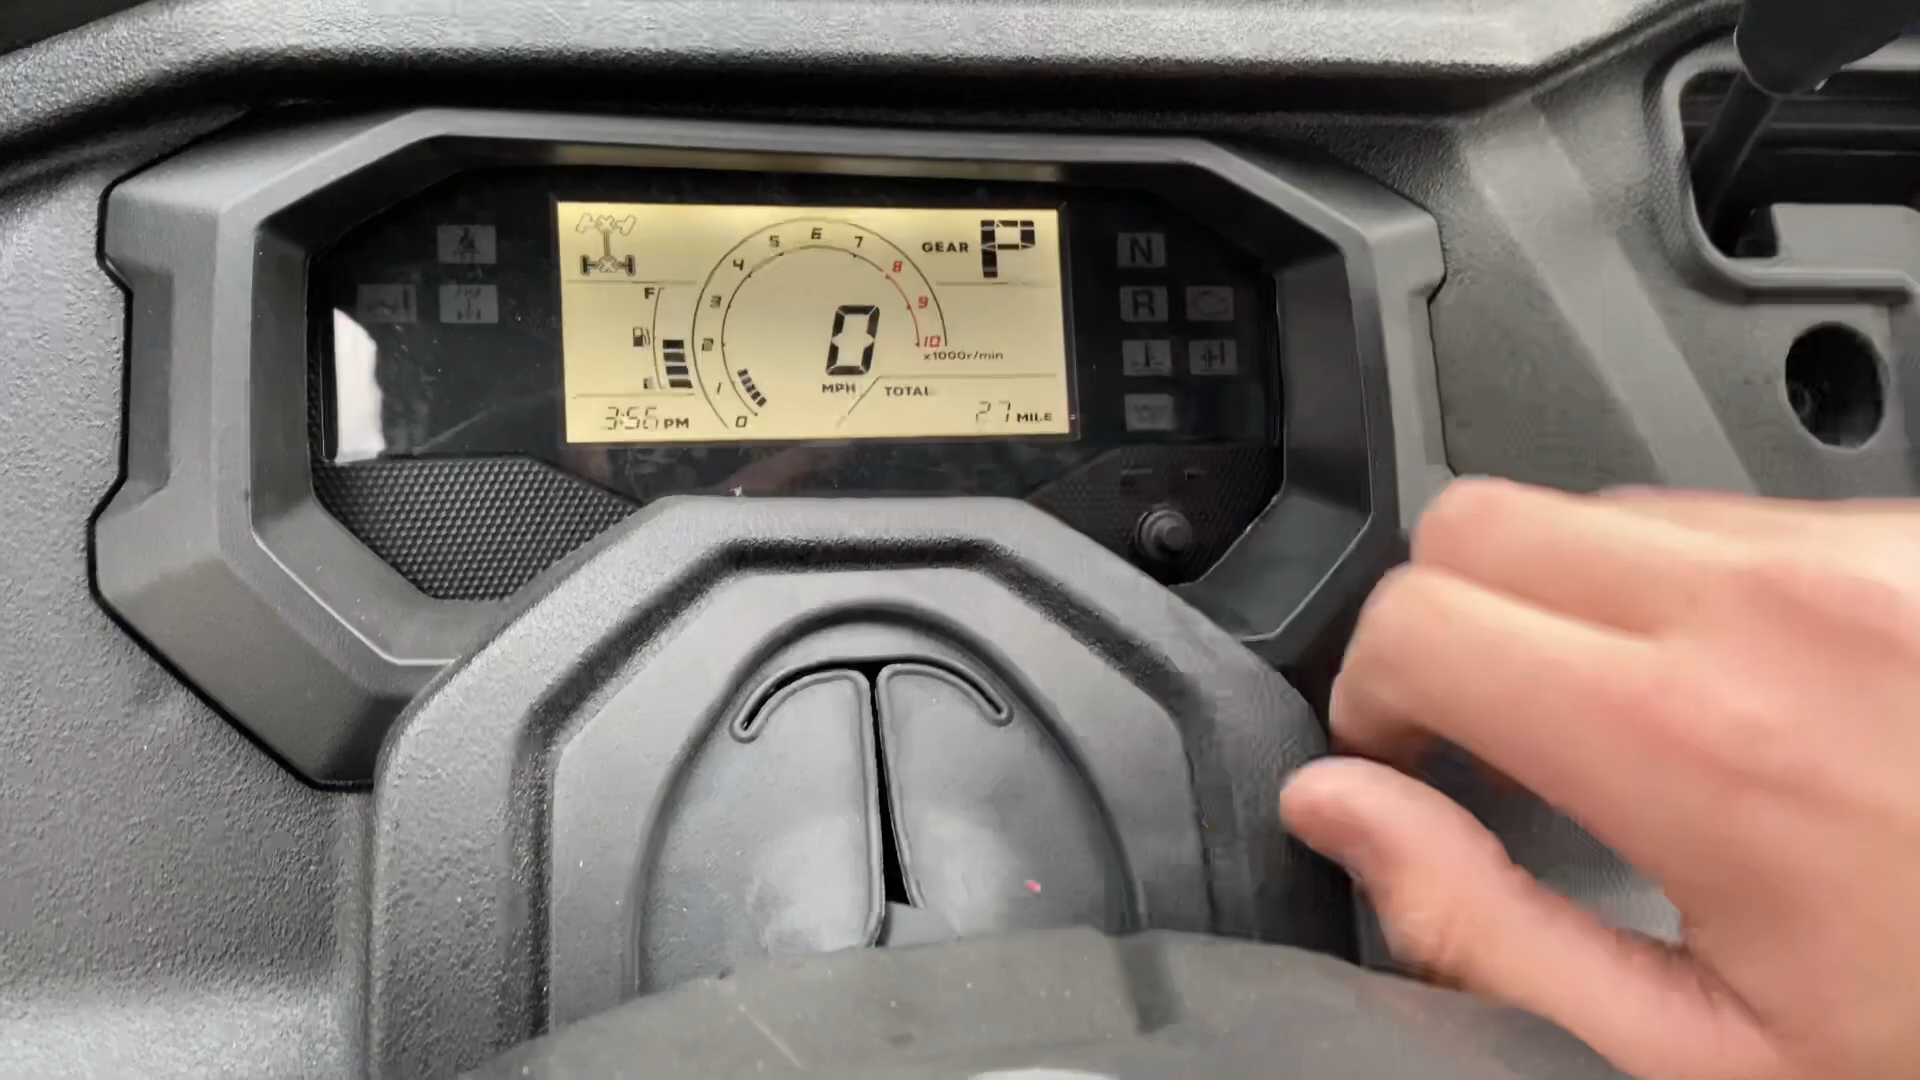 GEAR P
0 1 2 3 4 5 6 7 8 9 10
x1000r/min
F
E
0
MPH
TOTAL
3:56 PM
27 MILE
N
R